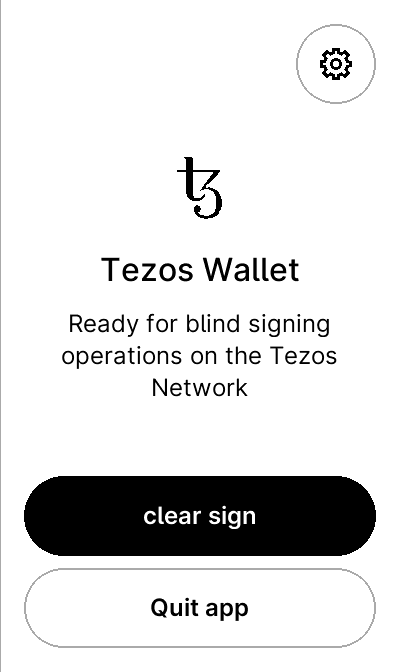 Tezos Wallet
Ready for blind signing
operations on the Tezos
Network
clear sign
Quit app